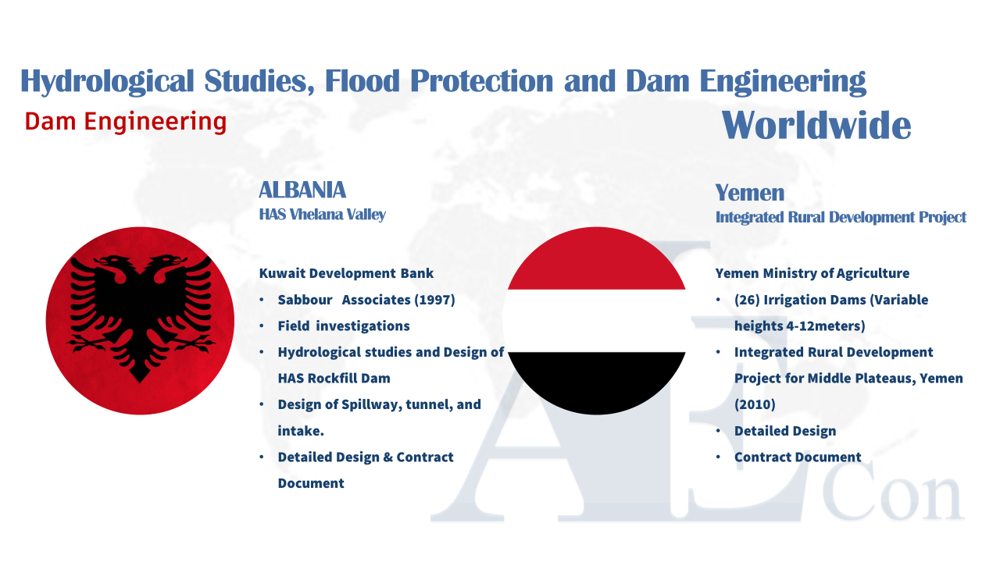 Hydrological Studies, Flood Protection and Dam Engineering
Dam Engineering
Worldwide
ALBANIA
HAS Vhelana Valley
Kuwait Development Bank
• Sabbour Associates (1997)
• Field investigations
• Hydrological studies and Design of
HAS Rockfill Dam
• Design of Spillway, tunnel, and
intake.
• Detailed Design & Contract
Document
Yemen
Integrated Rural Development Project
Yemen Ministry of Agriculture
• (26) Irrigation Dams (Variable
heights 4-12meters)
• Integrated Rural Development
Project for Middle Plateaus, Yemen
(2010)
• Detailed Design
• Contract Document
AE Con